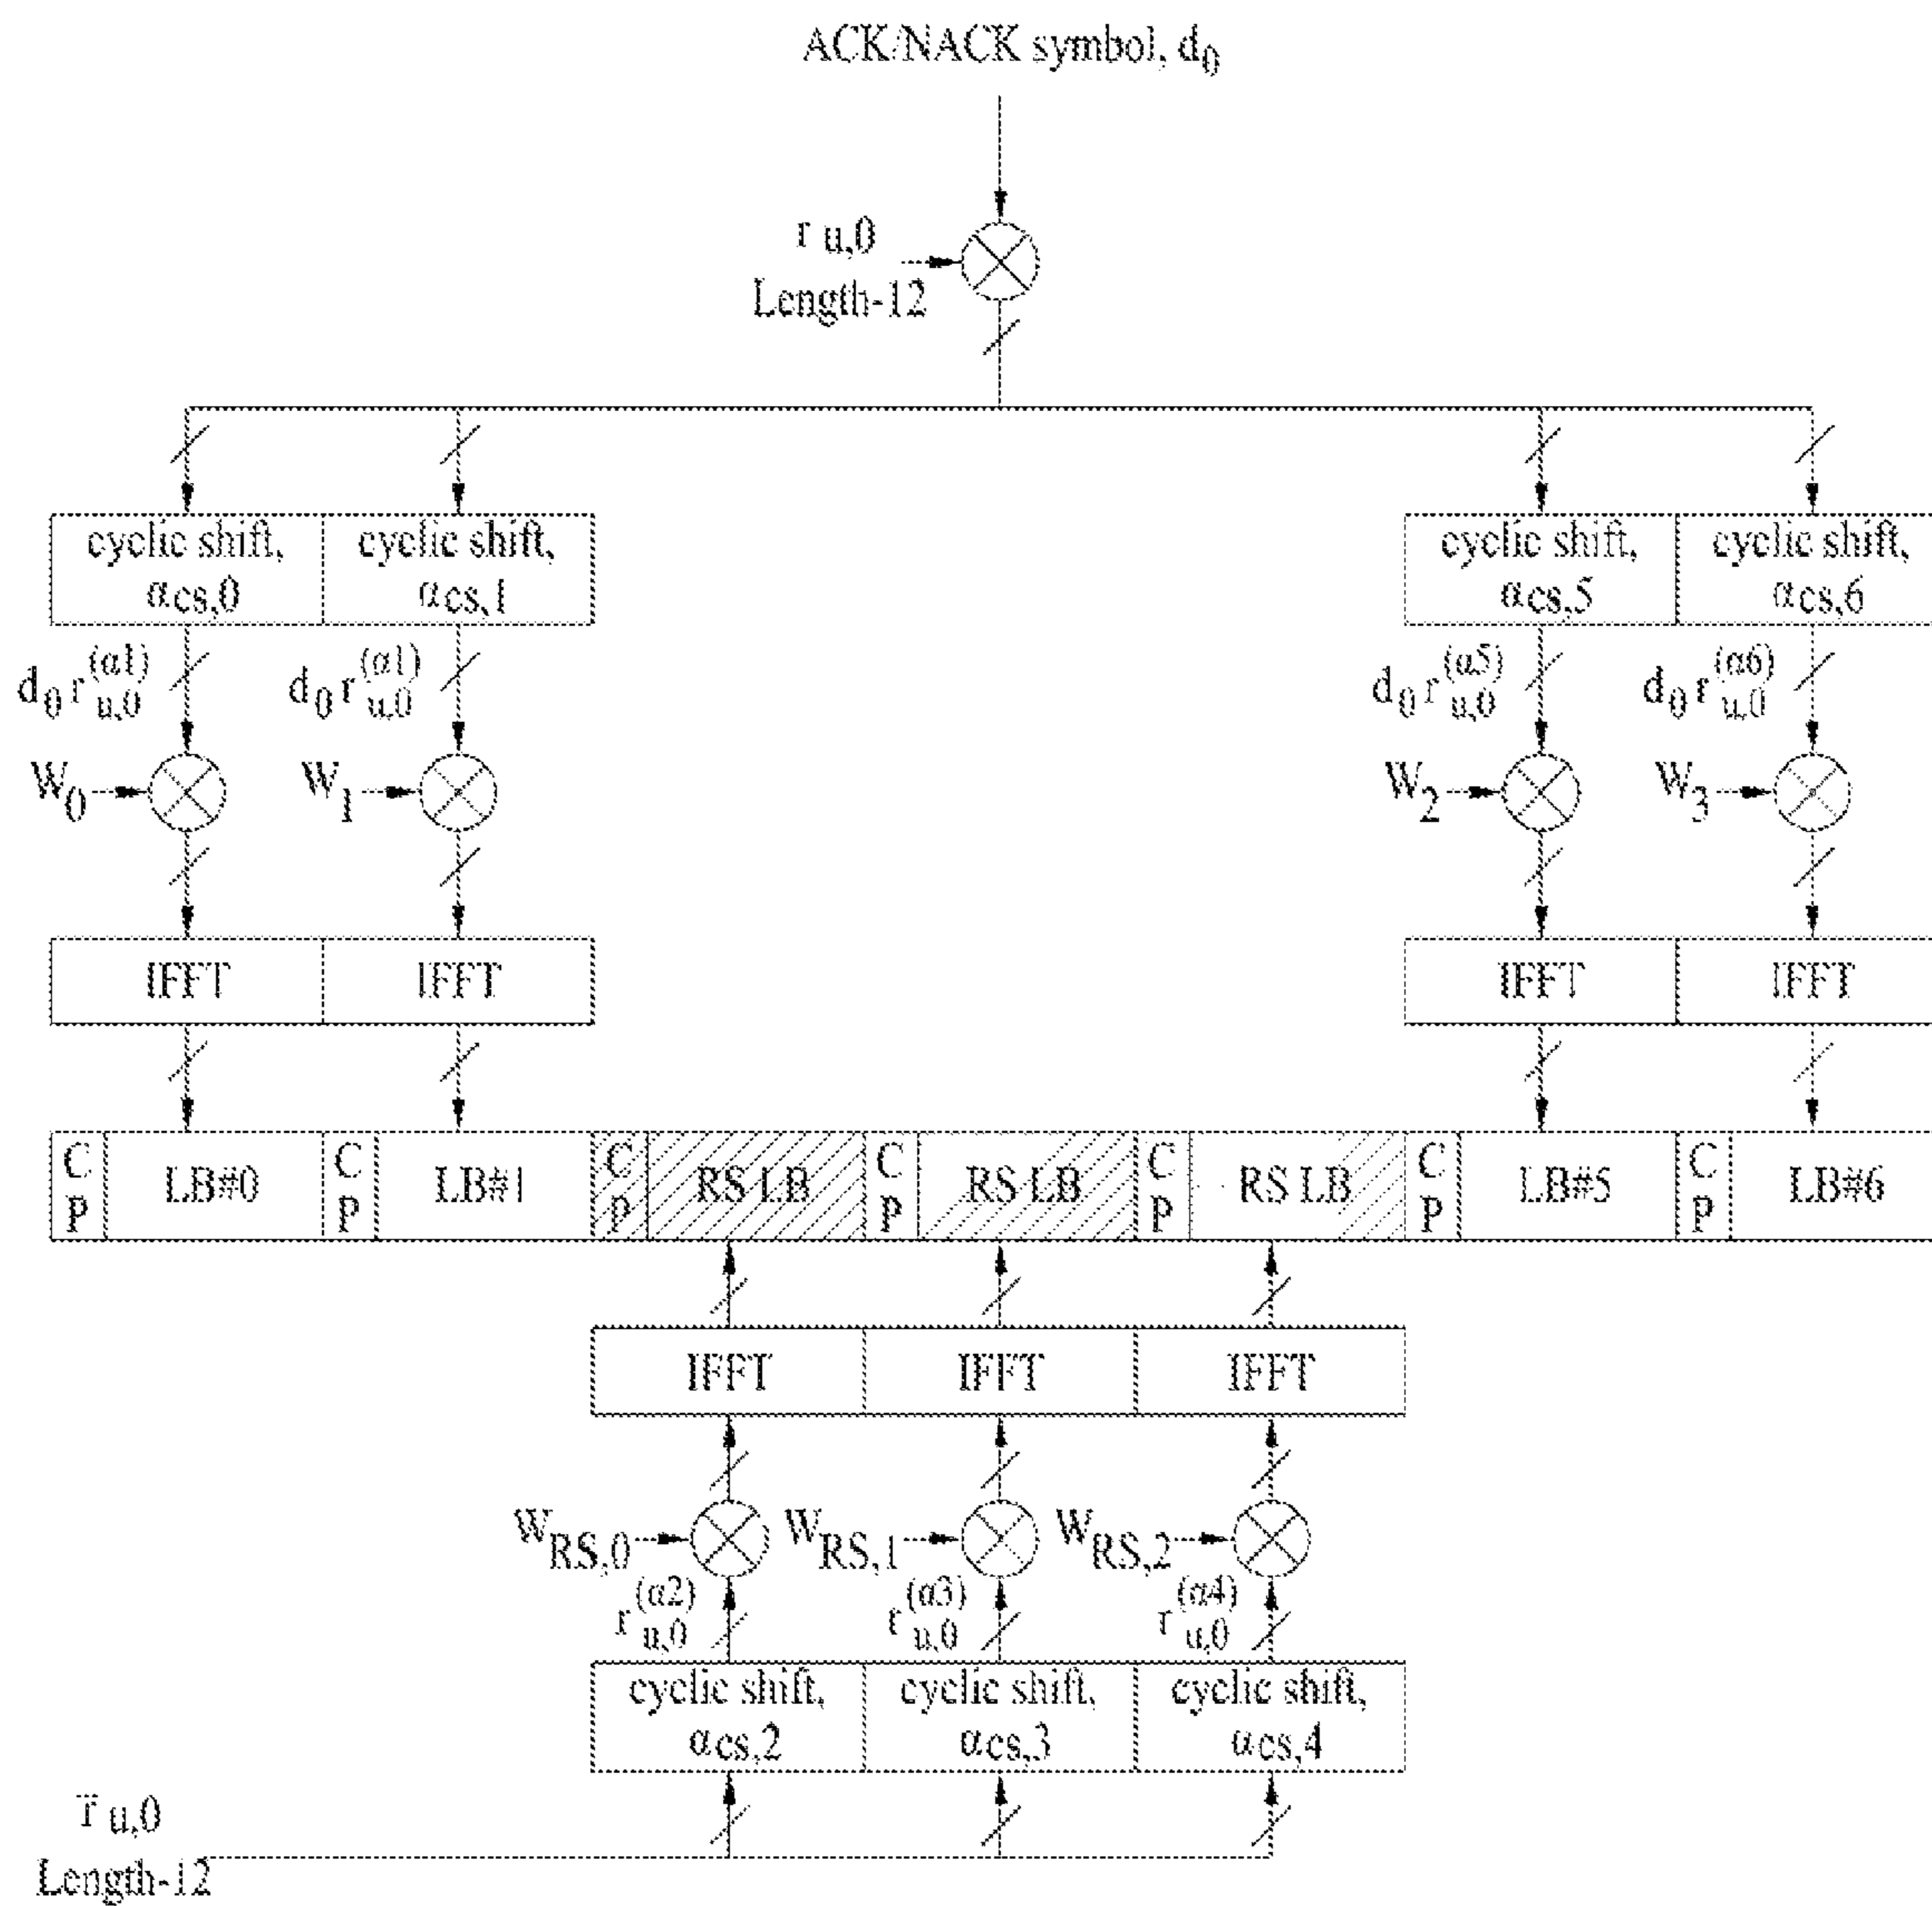 ACK/NACK symbol, d0
r u,0
Length-12
cyclic shift, αcs,0
cyclic shift, αcs,1
cyclic shift, αcs,5
cyclic shift, αcs,6
d0 r u,0 (α1)
d0 r u,0 (α1)
d0 r u,0 (α5)
d0 r u,0 (α6)
W0
W1
W2
W3
IFFT
IFFT
IFFT
IFFT
CP
LB#0
CP
LB#1
CP
RS LB
CP
RS LB
CP
RS LB
CP
LB#5
CP
LB#6
IFFT
IFFT
IFFT
WRS,0
WRS,1
WRS,2
r u,0 (α2)
r u,0 (α3)
r u,0 (α4)
cyclic shift, αcs,2
cyclic shift, αcs,3
cyclic shift, αcs,4
r̄ u,0
Length-12